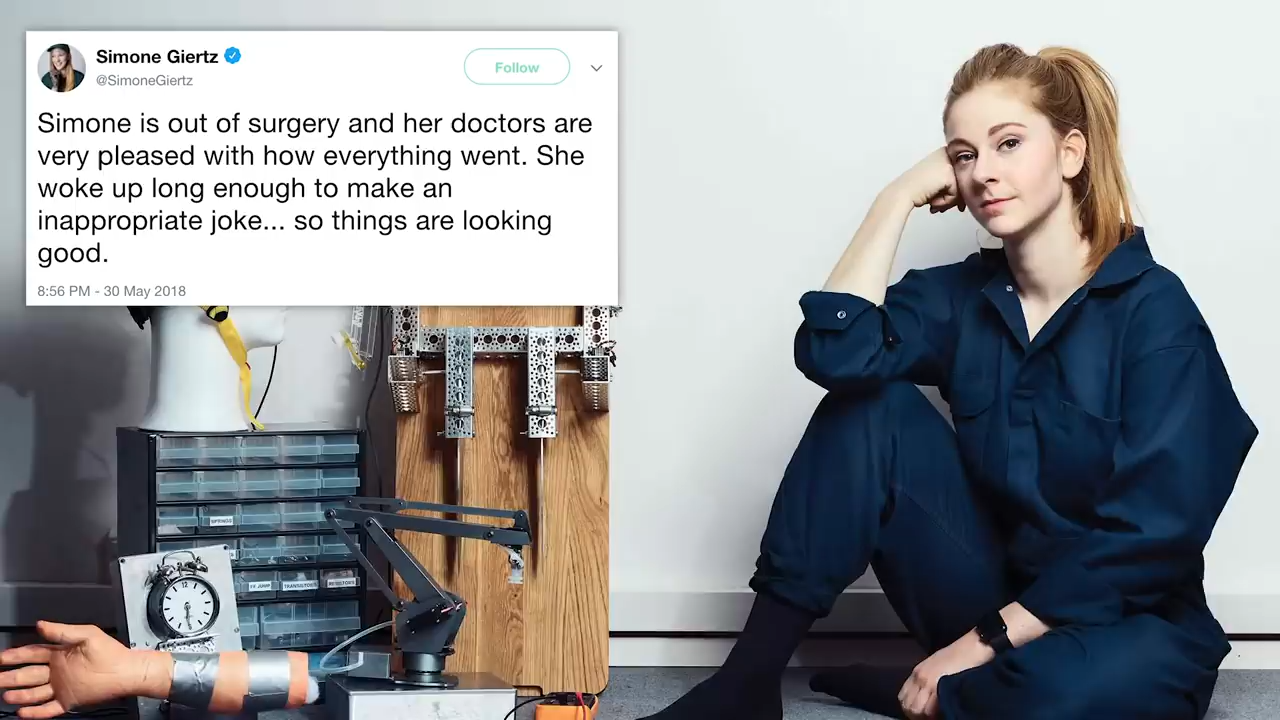 Simone Giertz
@SimoneGiertz
Follow
Simone is out of surgery and her doctors are
very pleased with how everything went. She
woke up long enough to make an
inappropriate joke... so things are looking
good.
8:56 PM - 30 May 2018
SPRINGS
TRANSISTORS
RESISTORS
12